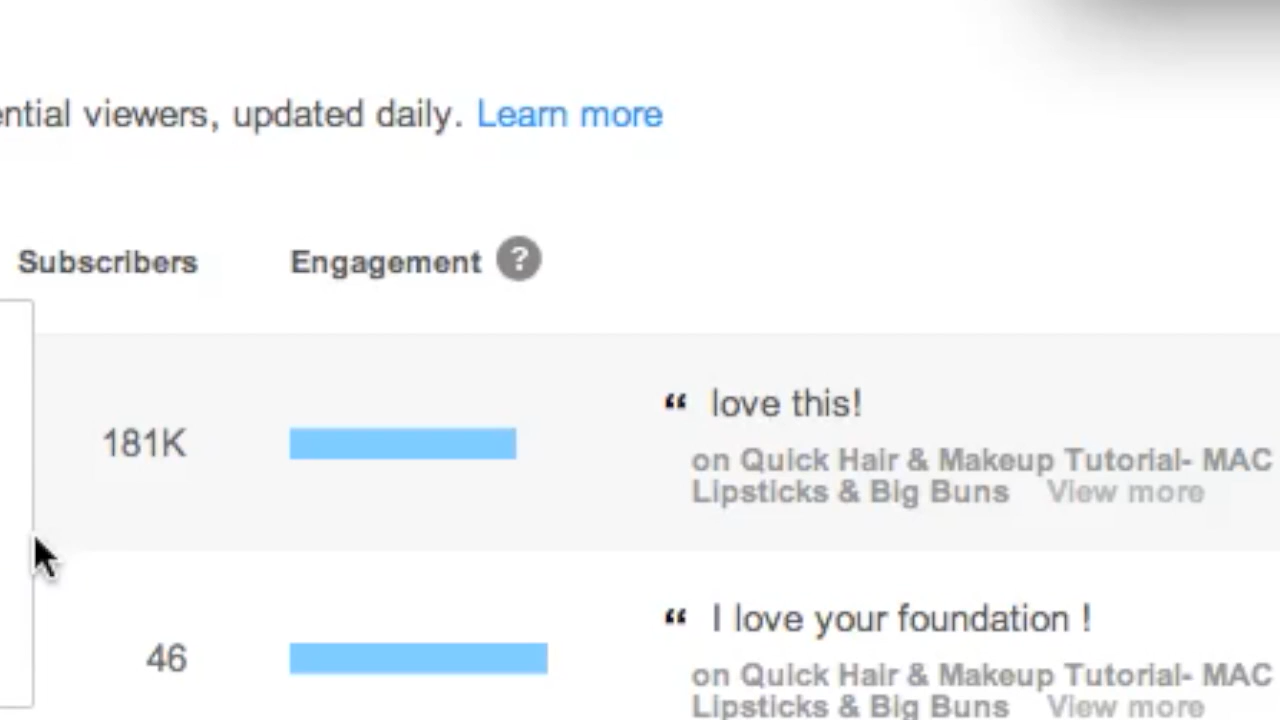 ential viewers, updated daily. Learn more
Subscribers Engagement ?
181K “ love this!
on Quick Hair & Makeup Tutorial- MAC
Lipsticks & Big Buns View more
46 “ I love your foundation !
on Quick Hair & Makeup Tutorial- MAC
Lipsticks & Big Buns View more